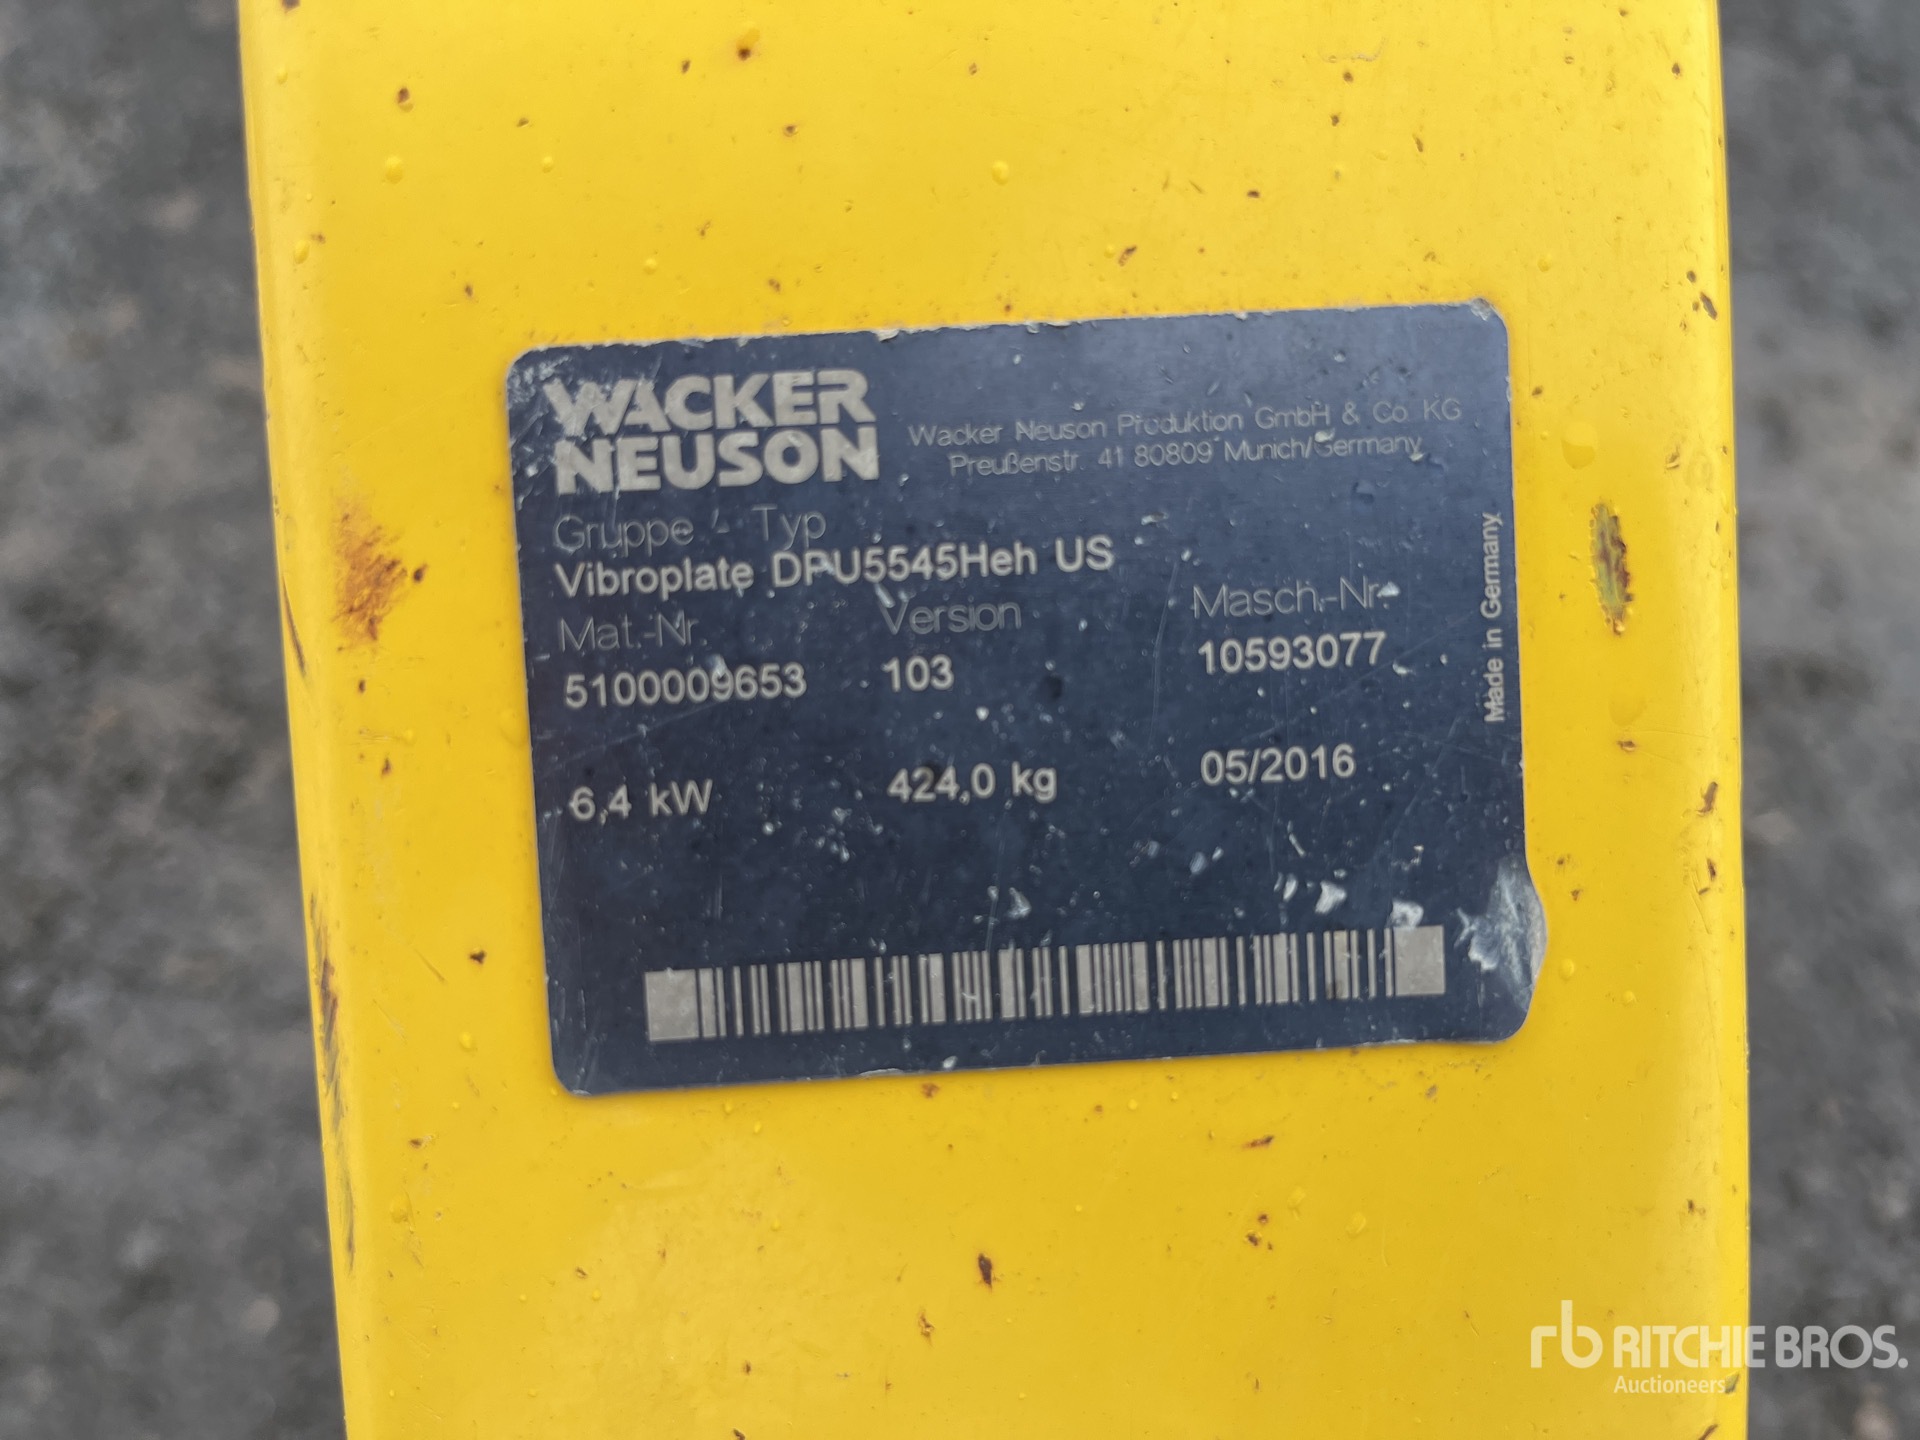 WACKER
NEUSON
Wacker Neuson Produktion GmbH & Co KG
Preußenstr. 41 80809 Munich/Germany
Gruppe - Typ
Vibroplate DPU5545Heh US
Mat.-Nr. Version Masch.-Nr.
5100009653 103 10593077
6,4 kW 424,0 kg 05/2016
Made in Germany
rb RITCHIE BROS.
Auctioneers